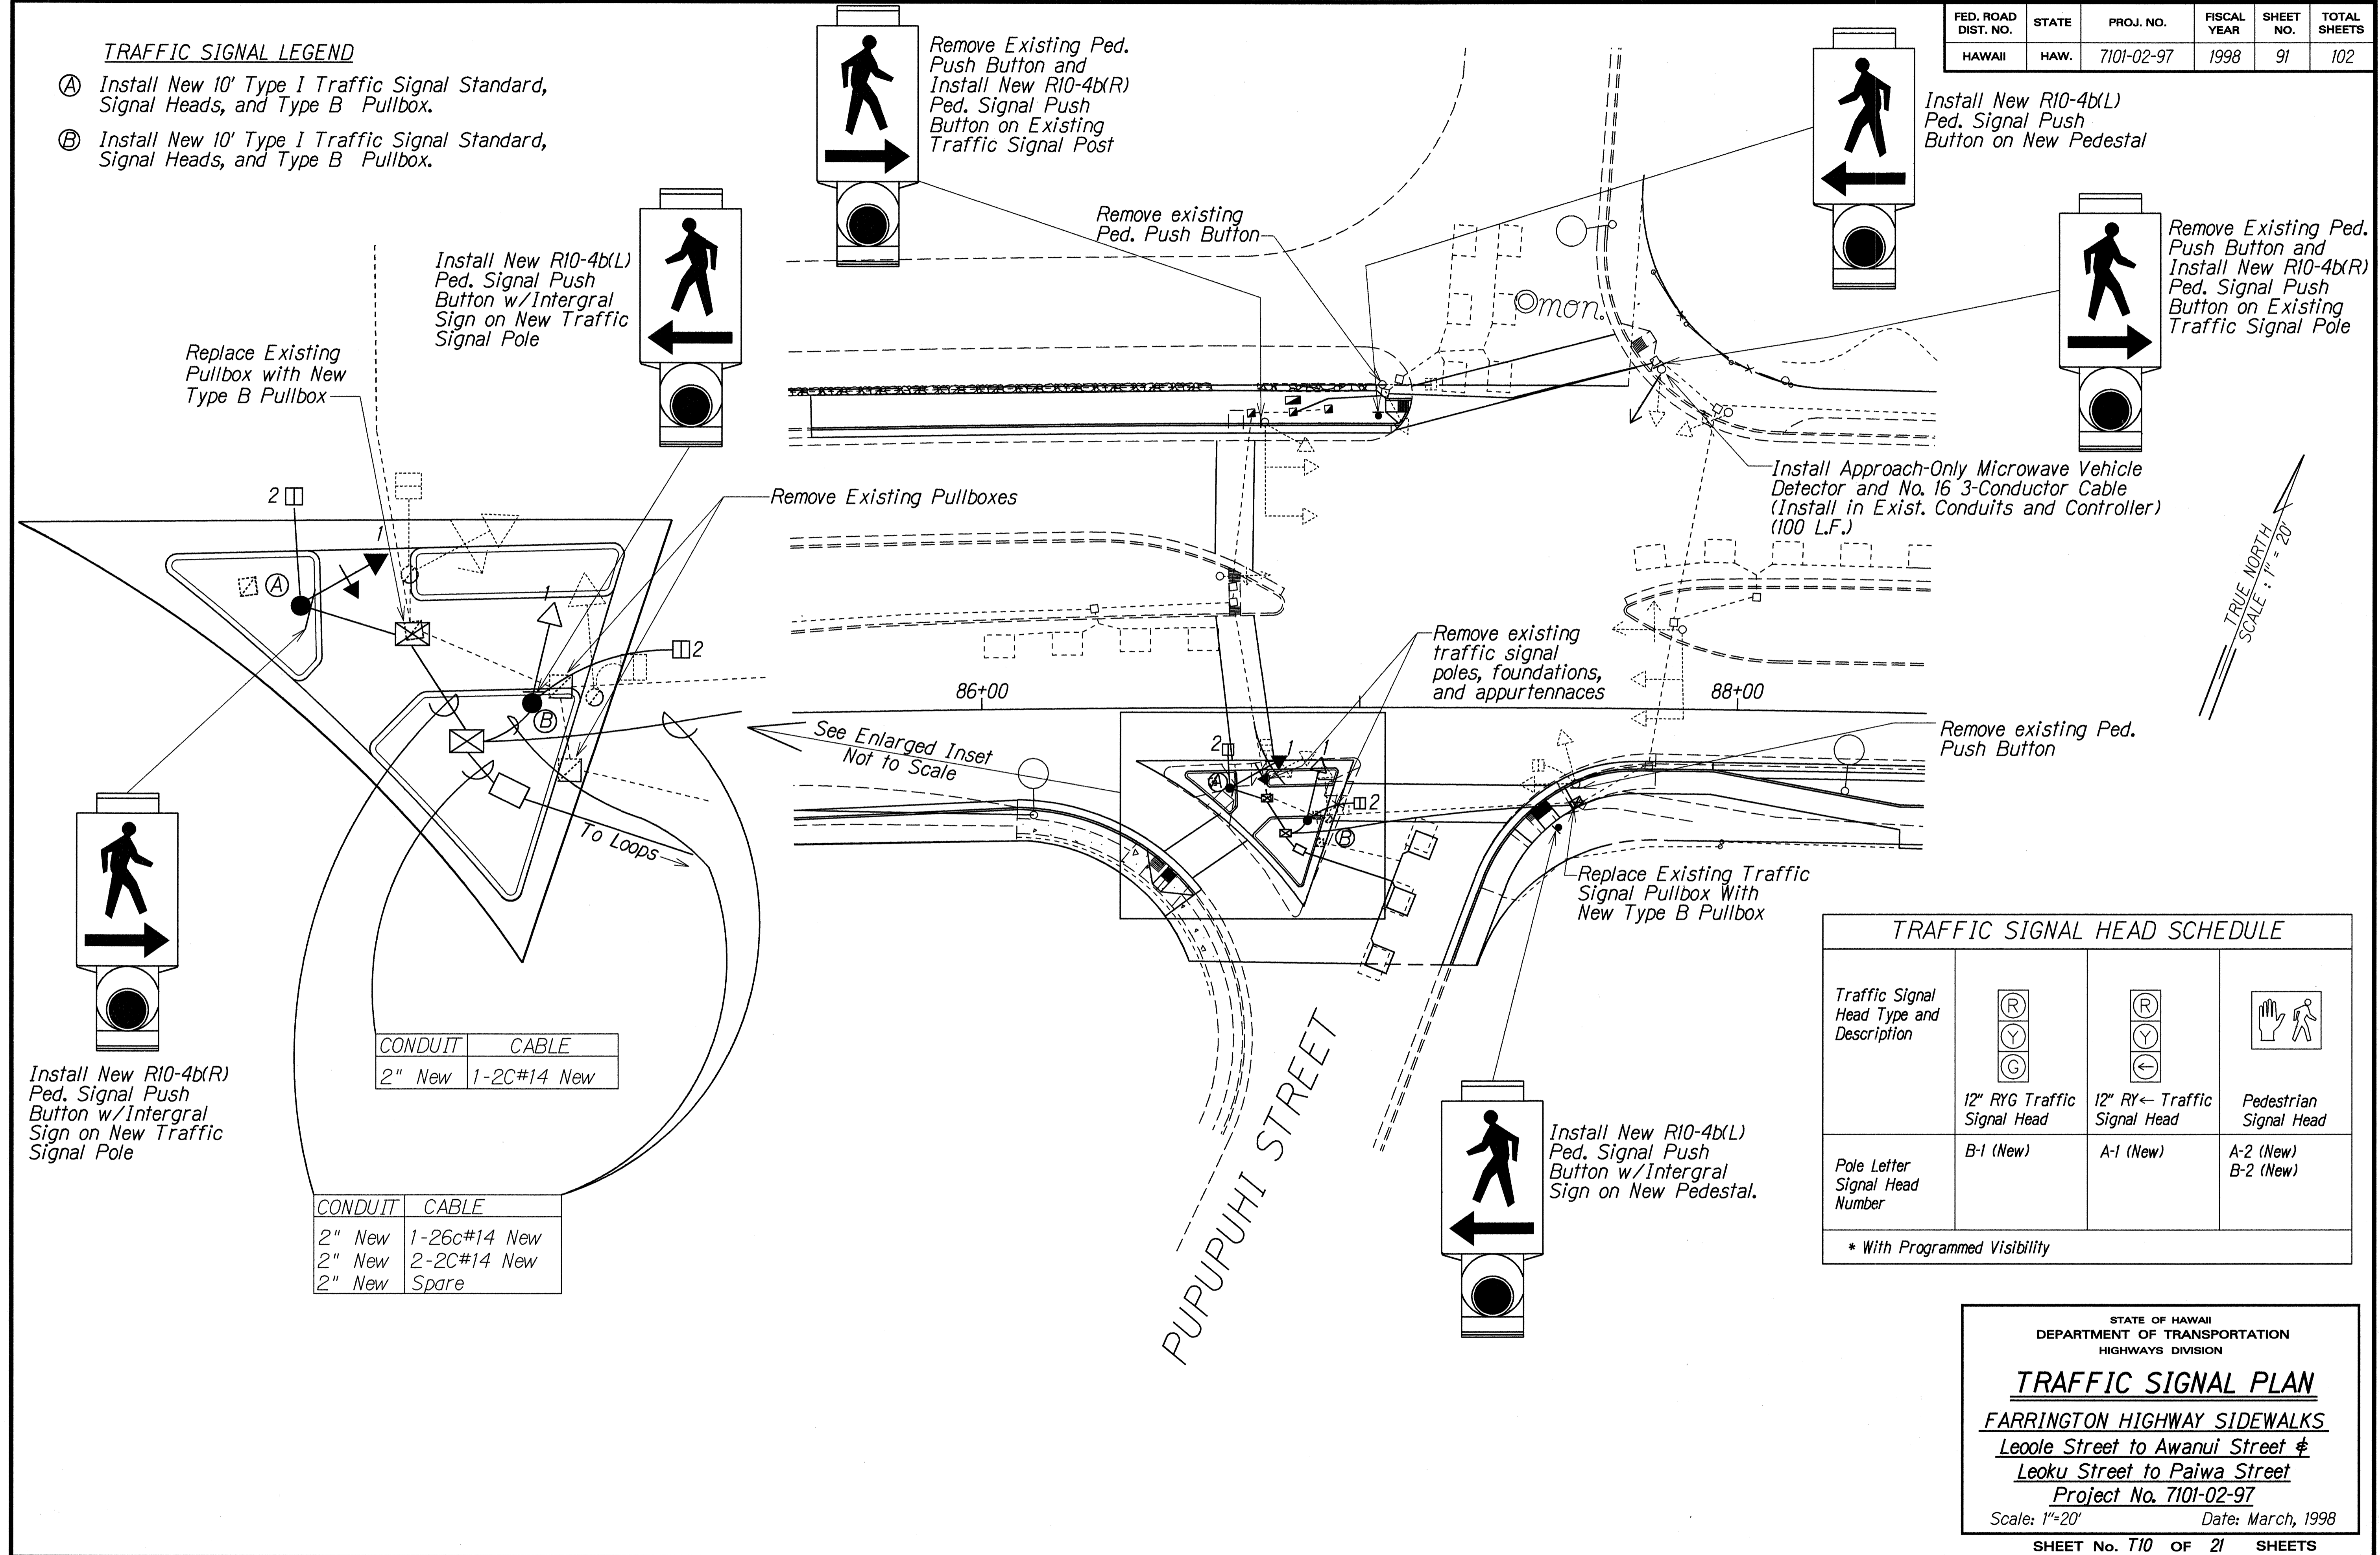 TRAFFIC SIGNAL LEGEND
A Install New 10' Type I Traffic Signal Standard,
Signal Heads, and Type B Pullbox.
B Install New 10' Type I Traffic Signal Standard,
Signal Heads, and Type B Pullbox.
Remove Existing Ped.
Push Button and
Install New R10-4b(R)
Ped. Signal Push
Button on Existing
Traffic Signal Post
FED. ROAD DIST. NO. STATE PROJ. NO. FISCAL YEAR SHEET NO. TOTAL SHEETS
HAWAII HAW. 7101-02-97 1998 91 102
Install New R10-4b(L)
Ped. Signal Push
Button on New Pedestal
Remove existing
Ped. Push Button
Remove Existing Ped.
Push Button and
Install New R10-4b(R)
Ped. Signal Push
Button on Existing
Traffic Signal Pole
Install New R10-4b(L)
Ped. Signal Push
Button w/Intergral
Sign on New Traffic
Signal Pole
mon.
Replace Existing
Pullbox with New
Type B Pullbox
Remove Existing Pullboxes
Install Approach-Only Microwave Vehicle
Detector and No. 16 3-Conductor Cable
(Install in Exist. Conduits and Controller)
(100 L.F.)
TRUE NORTH
SCALE : 1" = 20'
2
1
A
1
2
B
To Loops
Remove existing
traffic signal
poles, foundations,
and appurtennaces
86+00
88+00
See Enlarged Inset
Not to Scale
2
1
1
A
2
B
Remove existing Ped.
Push Button
Replace Existing Traffic
Signal Pullbox With
New Type B Pullbox
PUPUPUHI STREET
Install New R10-4b(R)
Ped. Signal Push
Button w/Intergral
Sign on New Traffic
Signal Pole
CONDUIT CABLE
2" New 1-2C#14 New
CONDUIT CABLE
2" New 1-26c#14 New
2" New 2-2C#14 New
2" New Spare
Install New R10-4b(L)
Ped. Signal Push
Button w/Intergral
Sign on New Pedestal.
TRAFFIC SIGNAL HEAD SCHEDULE
Traffic Signal
Head Type and
Description
R
Y
G
12" RYG Traffic
Signal Head
R
Y
←
12" RY← Traffic
Signal Head
Pedestrian
Signal Head
Pole Letter
Signal Head
Number
B-1 (New)
A-1 (New)
A-2 (New)
B-2 (New)
* With Programmed Visibility
STATE OF HAWAII
DEPARTMENT OF TRANSPORTATION
HIGHWAYS DIVISION
TRAFFIC SIGNAL PLAN
FARRINGTON HIGHWAY SIDEWALKS
Leoole Street to Awanui Street &
Leoku Street to Paiwa Street
Project No. 7101-02-97
Scale: 1"=20' Date: March, 1998
SHEET No. T10 OF 21 SHEETS